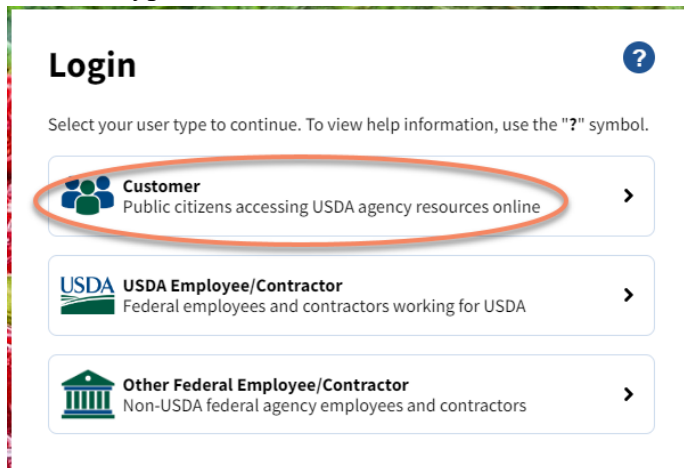 Login
?
Select your user type to continue. To view help information, use the "?" symbol.
Customer
Public citizens accessing USDA agency resources online
USDA
USDA Employee/Contractor
Federal employees and contractors working for USDA
Other Federal Employee/Contractor
Non-USDA federal agency employees and contractors